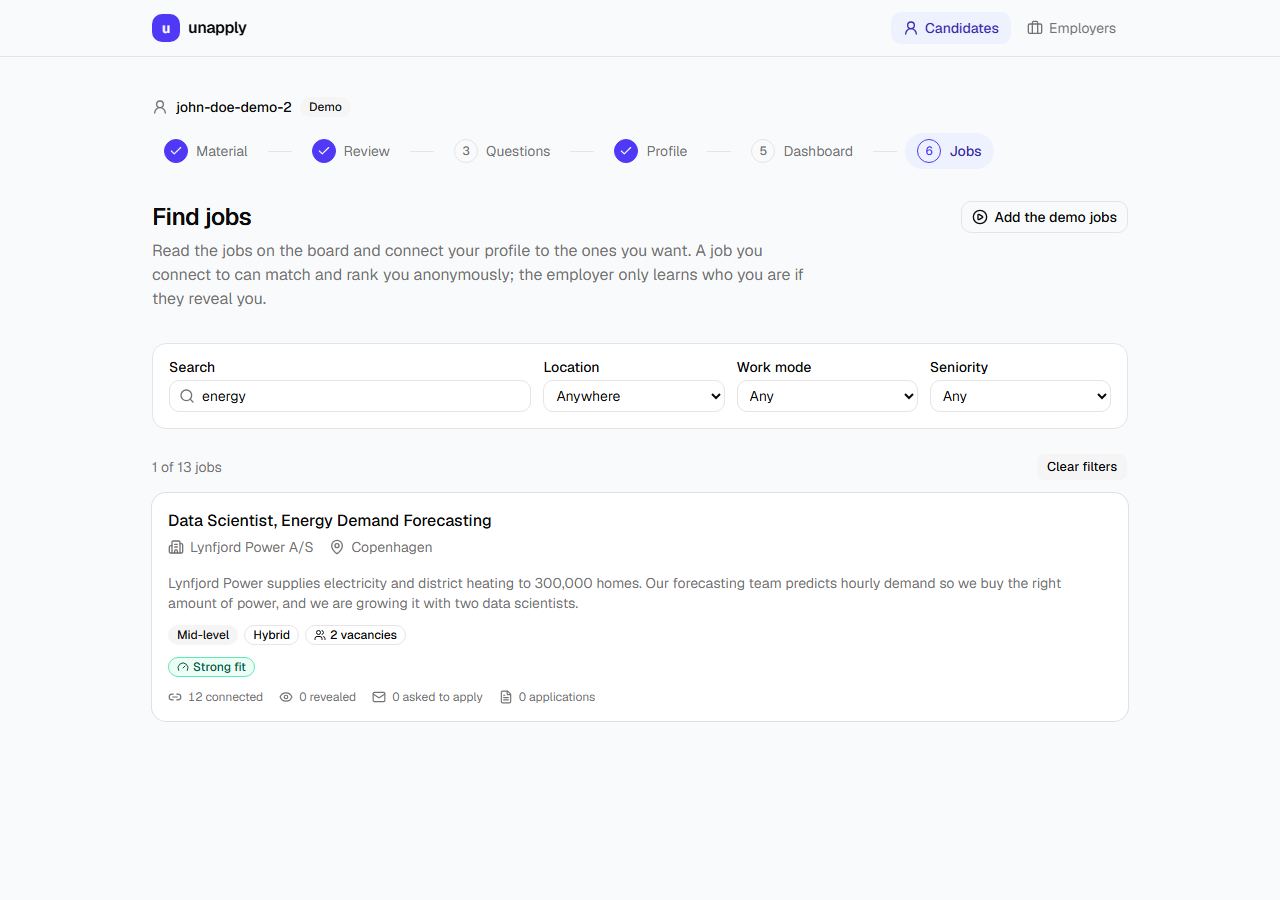 u unapply
Candidates Employers
john-doe-demo-2 Demo
Material Review 3 Questions Profile 5 Dashboard 6 Jobs
Find jobs
Add the demo jobs
Read the jobs on the board and connect your profile to the ones you want. A job you
connect to can match and rank you anonymously; the employer only learns who you are if
they reveal you.
Search Location Work mode Seniority
energy Anywhere Any Any
1 of 13 jobs Clear filters
Data Scientist, Energy Demand Forecasting
Lynfjord Power A/S Copenhagen
Lynfjord Power supplies electricity and district heating to 300,000 homes. Our forecasting team predicts hourly demand so we buy the right
amount of power, and we are growing it with two data scientists.
Mid-level Hybrid 2 vacancies
Strong fit
12 connected 0 revealed 0 asked to apply 0 applications